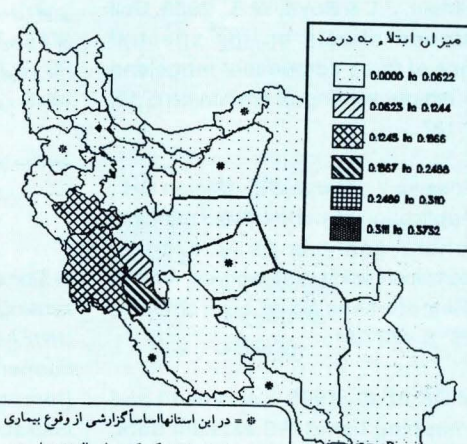 میزان ابتلاء به درصد
0.0000 to 0.0622
0.0623 to 0.1244
0.1245 to 0.1866
0.1867 to 0.2488
0.2489 to 0.3110
0.3111 to 0.3732
* = در این استانها اساساً گزارشی از وقوع بیماری